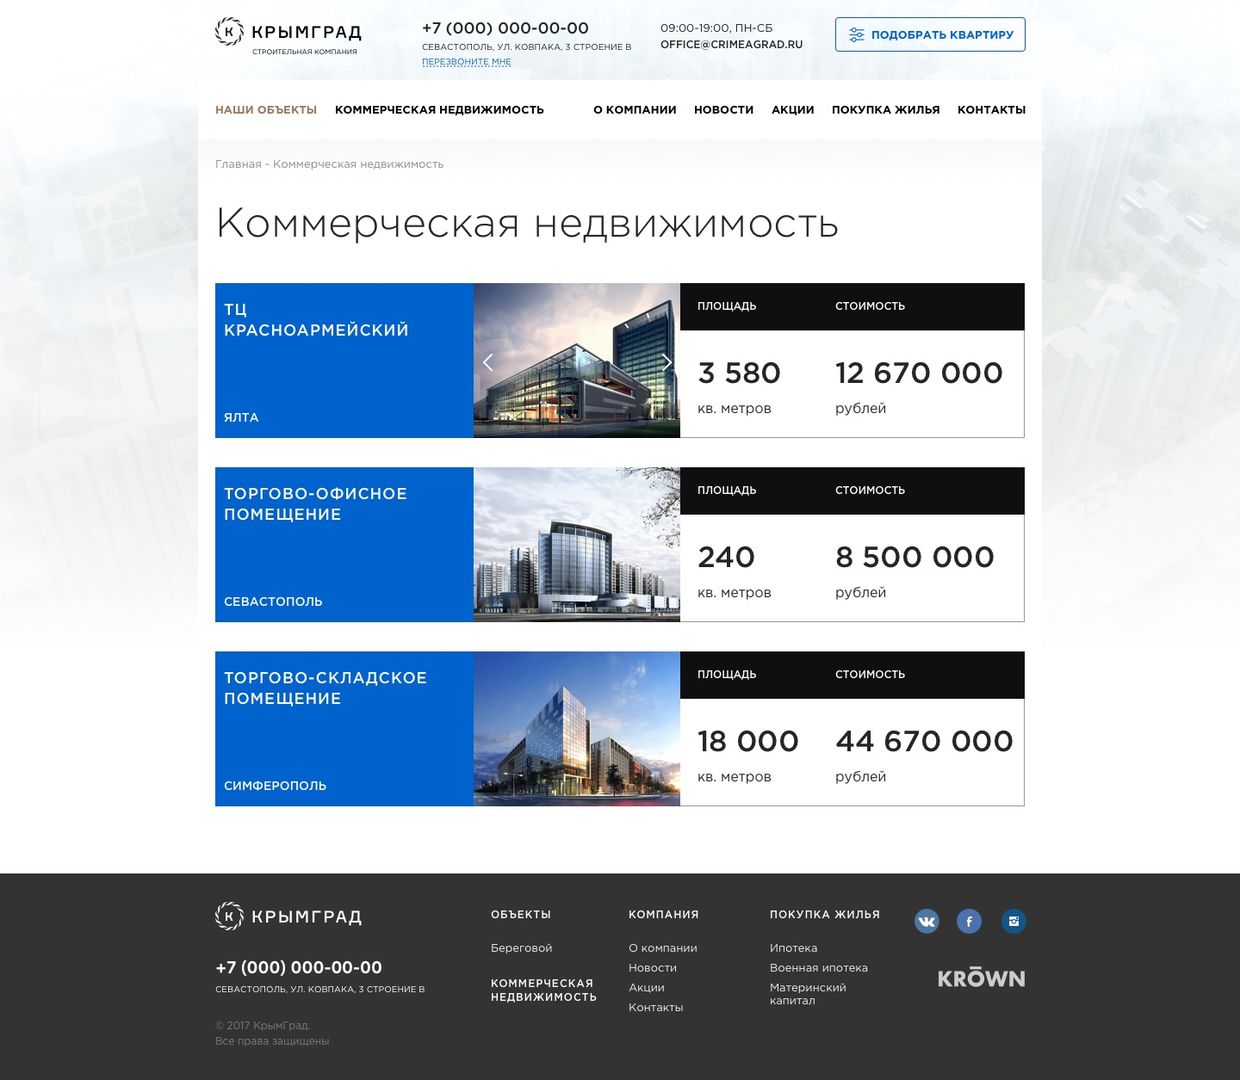 КРЫМГРАД
СТРОИТЕЛЬНАЯ КОМПАНИЯ
+7 (000) 000-00-00
СЕВАСТОПОЛЬ, УЛ. КОВПАКА, 3 СТРОЕНИЕ В
ПЕРЕЗВОНИТЕ МНЕ
09:00-19:00, ПН-СБ
OFFICE@CRIMEAGRAD.RU
ПОДОБРАТЬ КВАРТИРУ
НАШИ ОБЪЕКТЫ КОММЕРЧЕСКАЯ НЕДВИЖИМОСТЬ О КОМПАНИИ НОВОСТИ АКЦИИ ПОКУПКА ЖИЛЬЯ КОНТАКТЫ
Главная - Коммерческая недвижимость
Коммерческая недвижимость
ТЦ
КРАСНОАРМЕЙСКИЙ
ЯЛТА
ПЛОЩАДЬ СТОИМОСТЬ
3 580 12 670 000
кв. метров рублей
ТОРГОВО-ОФИСНОЕ
ПОМЕЩЕНИЕ
СЕВАСТОПОЛЬ
ПЛОЩАДЬ СТОИМОСТЬ
240 8 500 000
кв. метров рублей
ТОРГОВО-СКЛАДСКОЕ
ПОМЕЩЕНИЕ
СИМФЕРОПОЛЬ
ПЛОЩАДЬ СТОИМОСТЬ
18 000 44 670 000
кв. метров рублей
КРЫМГРАД
+7 (000) 000-00-00
СЕВАСТОПОЛЬ, УЛ. КОВПАКА, 3 СТРОЕНИЕ В
© 2017 КрымГрад.
Все права защищены
ОБЪЕКТЫ
Береговой
КОММЕРЧЕСКАЯ
НЕДВИЖИМОСТЬ
КОМПАНИЯ
О компании
Новости
Акции
Контакты
ПОКУПКА ЖИЛЬЯ
Ипотека
Военная ипотека
Материнский
капитал
KRŌWN